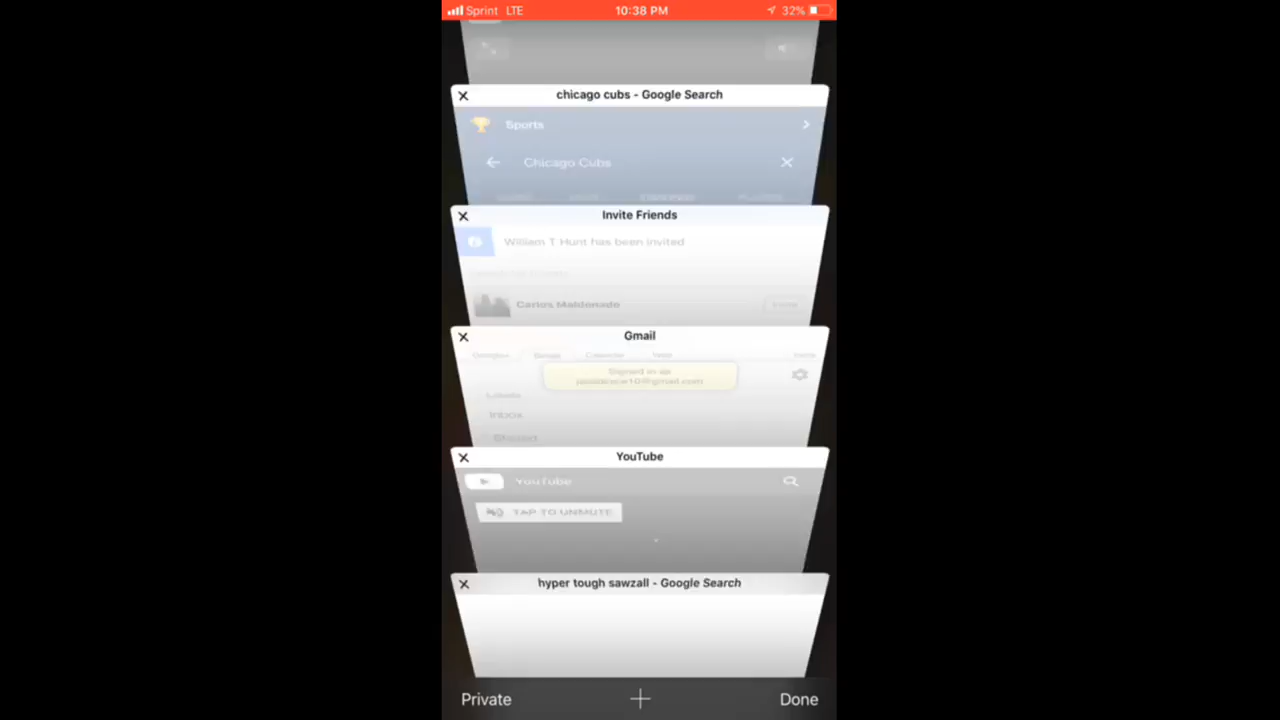 Sprint LTE 10:38 PM 32%
chicago cubs - Google Search
Sports
Chicago Cubs
Invite Friends
William T Hunt has been invited
Carlos Maldonado
Gmail
Signed in as
Inbox
YouTube
YouTube
TAP TO UNMUTE
hyper tough sawzall - Google Search
Private
Done